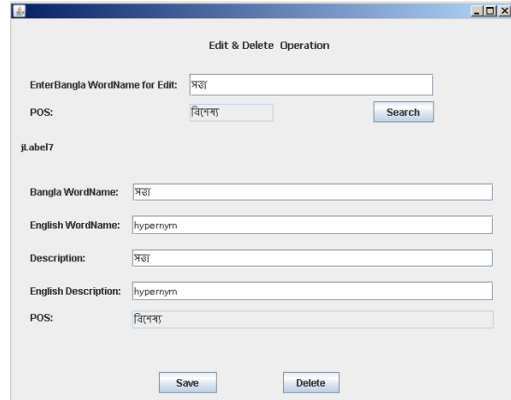 Edit & Delete Operation
EnterBangla WordName for Edit: সত্তা
POS: বিশেষ্য Search
jLabel7
Bangla WordName: সত্তা
English WordName: hypernym
Description: সত্তা
English Description: hypernym
POS: বিশেষ্য
Save Delete